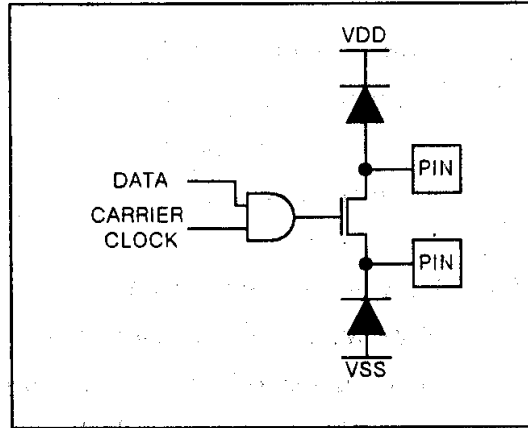 VDD
PIN
DATA
CARRIER
CLOCK
PIN
VSS